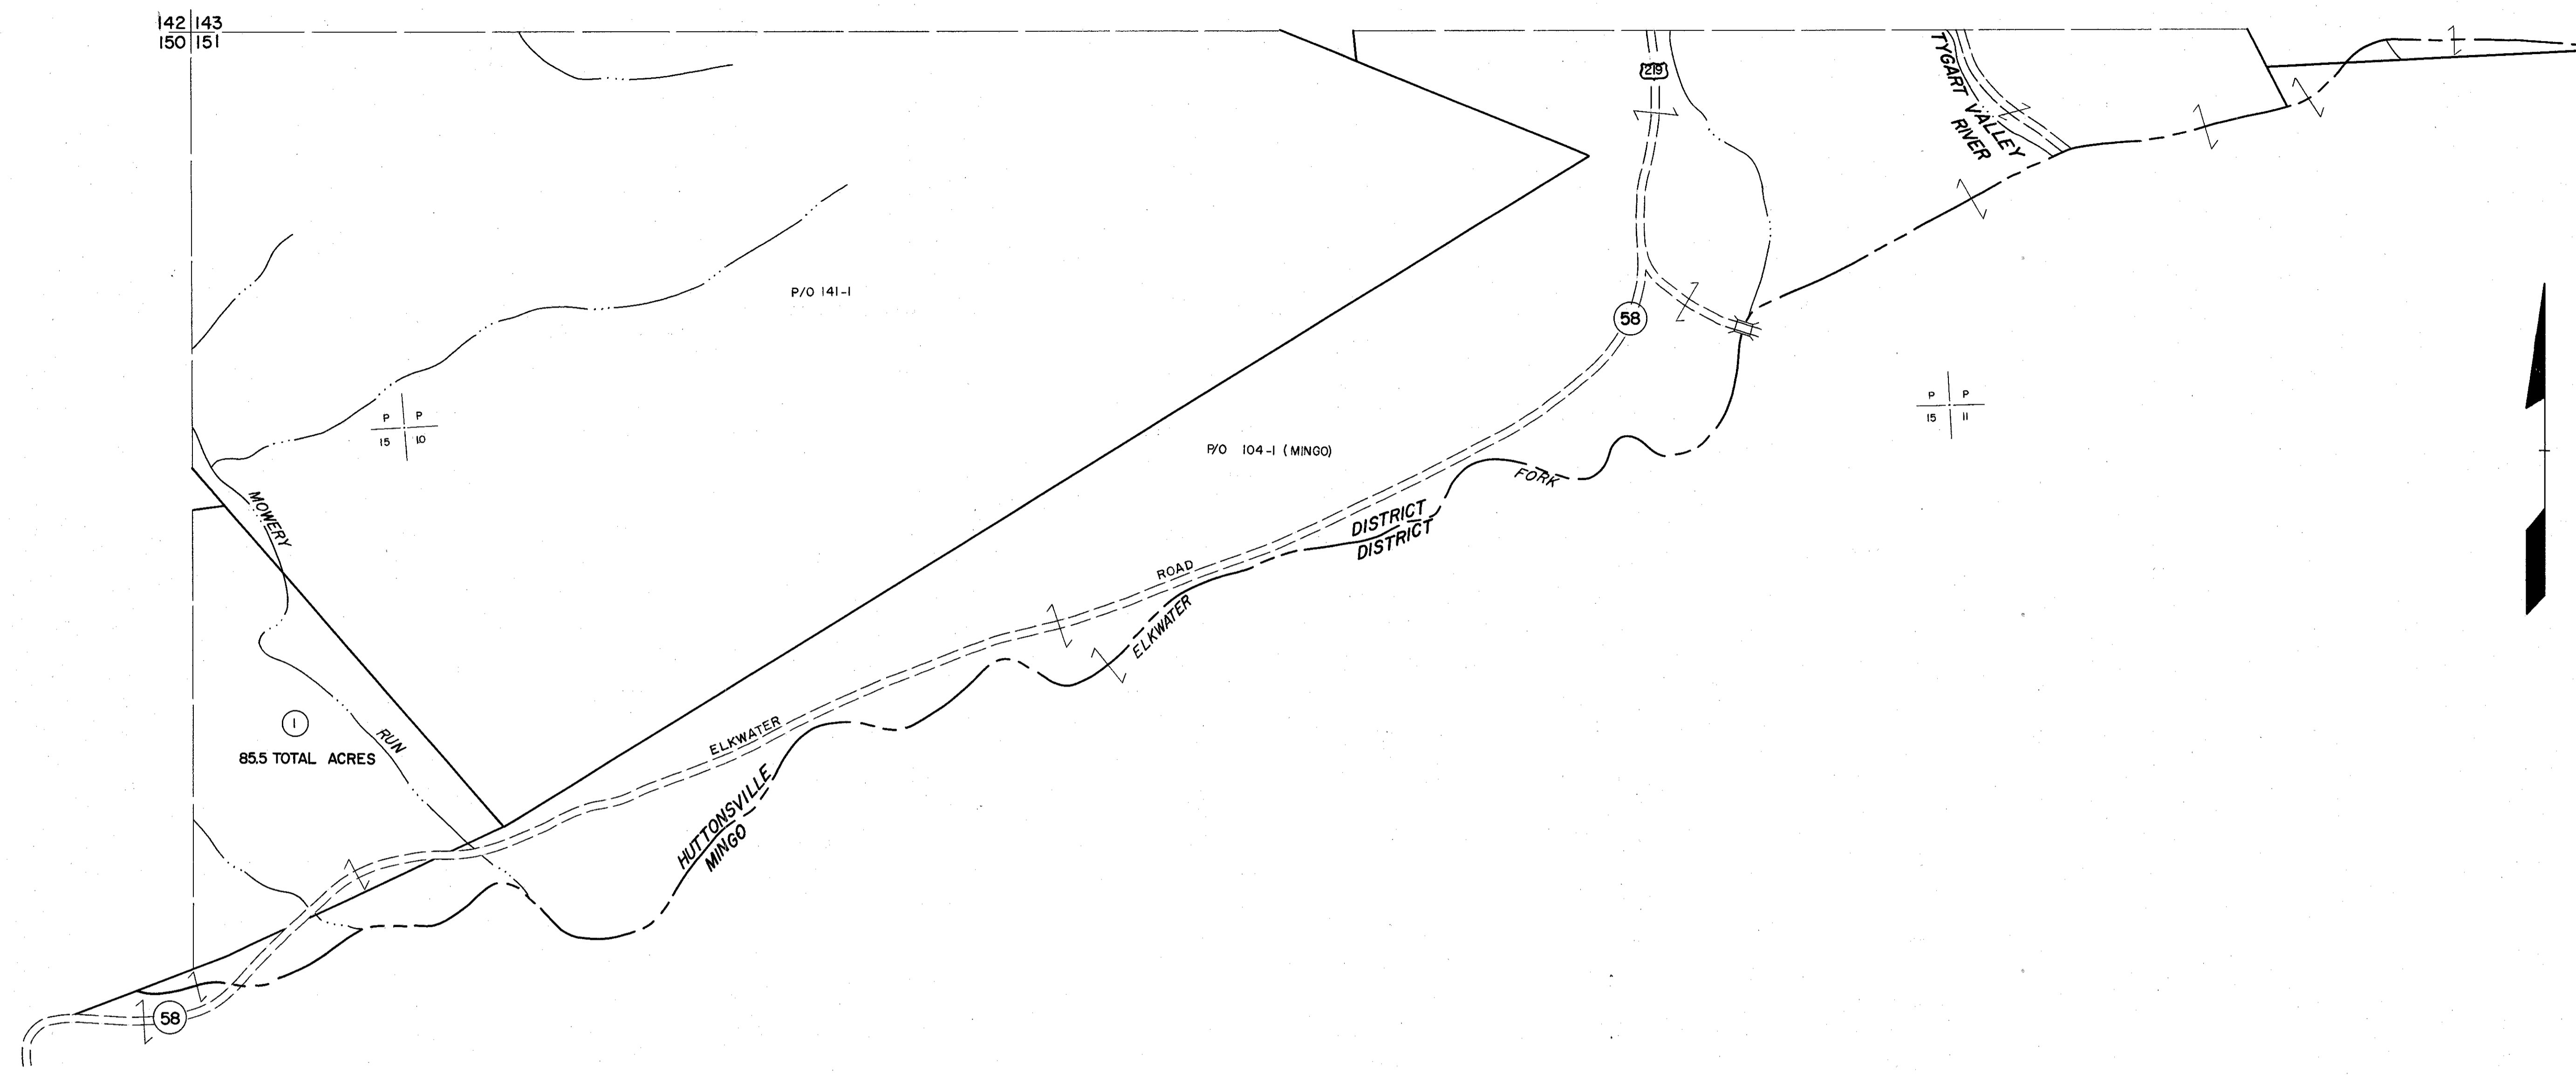 142 143
150 151
219
TYGART VALLEY
RIVER
P/O 141-1
58
P P
15 10
P P
15 11
P/O 104-1 (MINGO)
FORK
MOWERY
DISTRICT
DISTRICT
ROAD
ELKWATER
1
85.5 TOTAL ACRES
RUN
ELKWATER
HUTTONSVILLE
MINGO
58